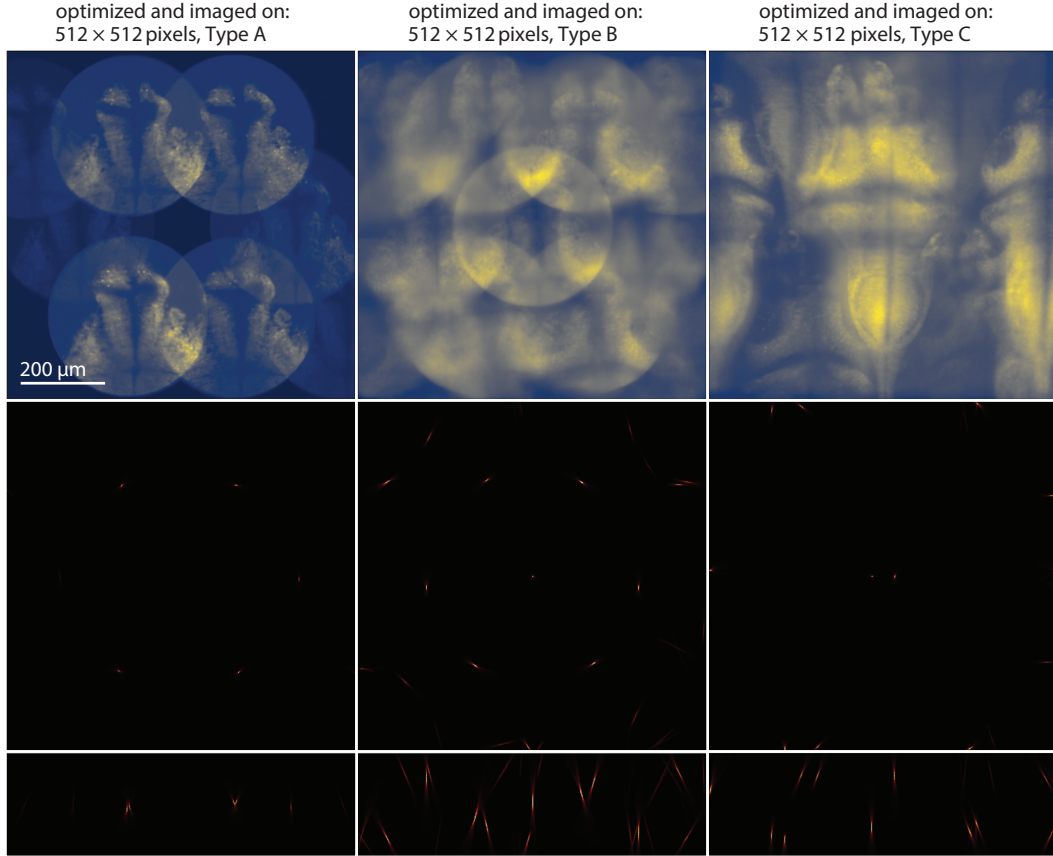 optimized and imaged on:
512 × 512 pixels, Type A
optimized and imaged on:
512 × 512 pixels, Type B
optimized and imaged on:
512 × 512 pixels, Type C
200 μm